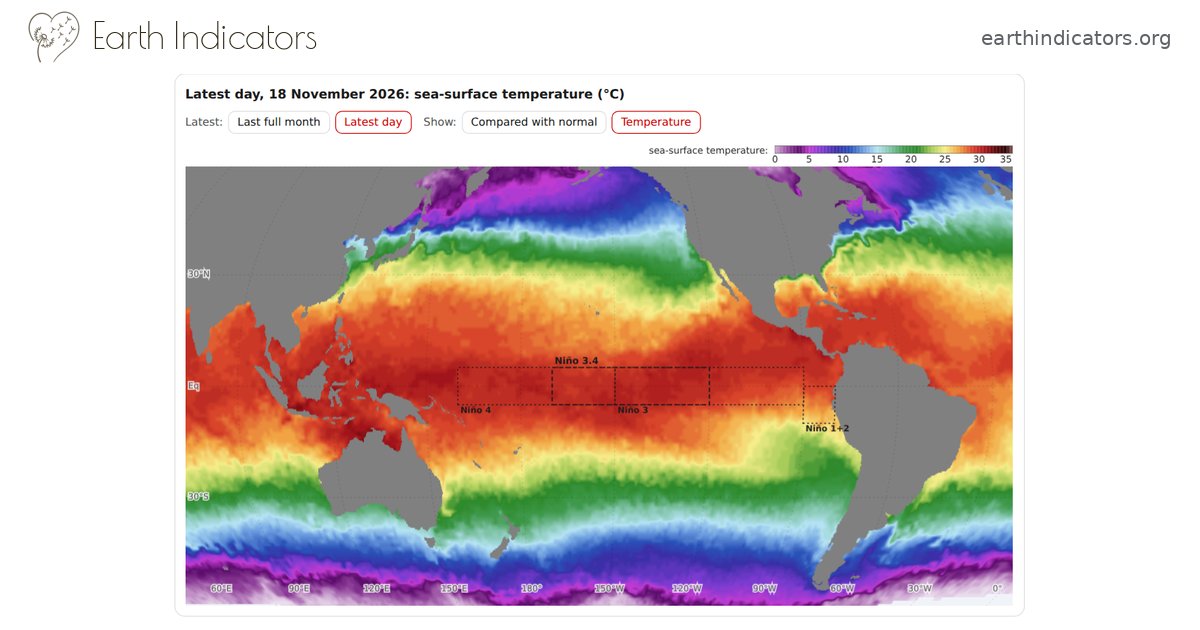 Earth Indicators
earthindicators.org
Latest day, 18 November 2026: sea-surface temperature (°C)
Latest: Last full month Latest day Show: Compared with normal Temperature
sea-surface temperature:
0 5 10 15 20 25 30 35
30°N
Niño 3.4
Eq
Niño 4 Niño 3
Niño 1+2
30°S
60°E 90°E 120°E 150°E 180° 150°W 120°W 90°W 60°W 30°W 0°